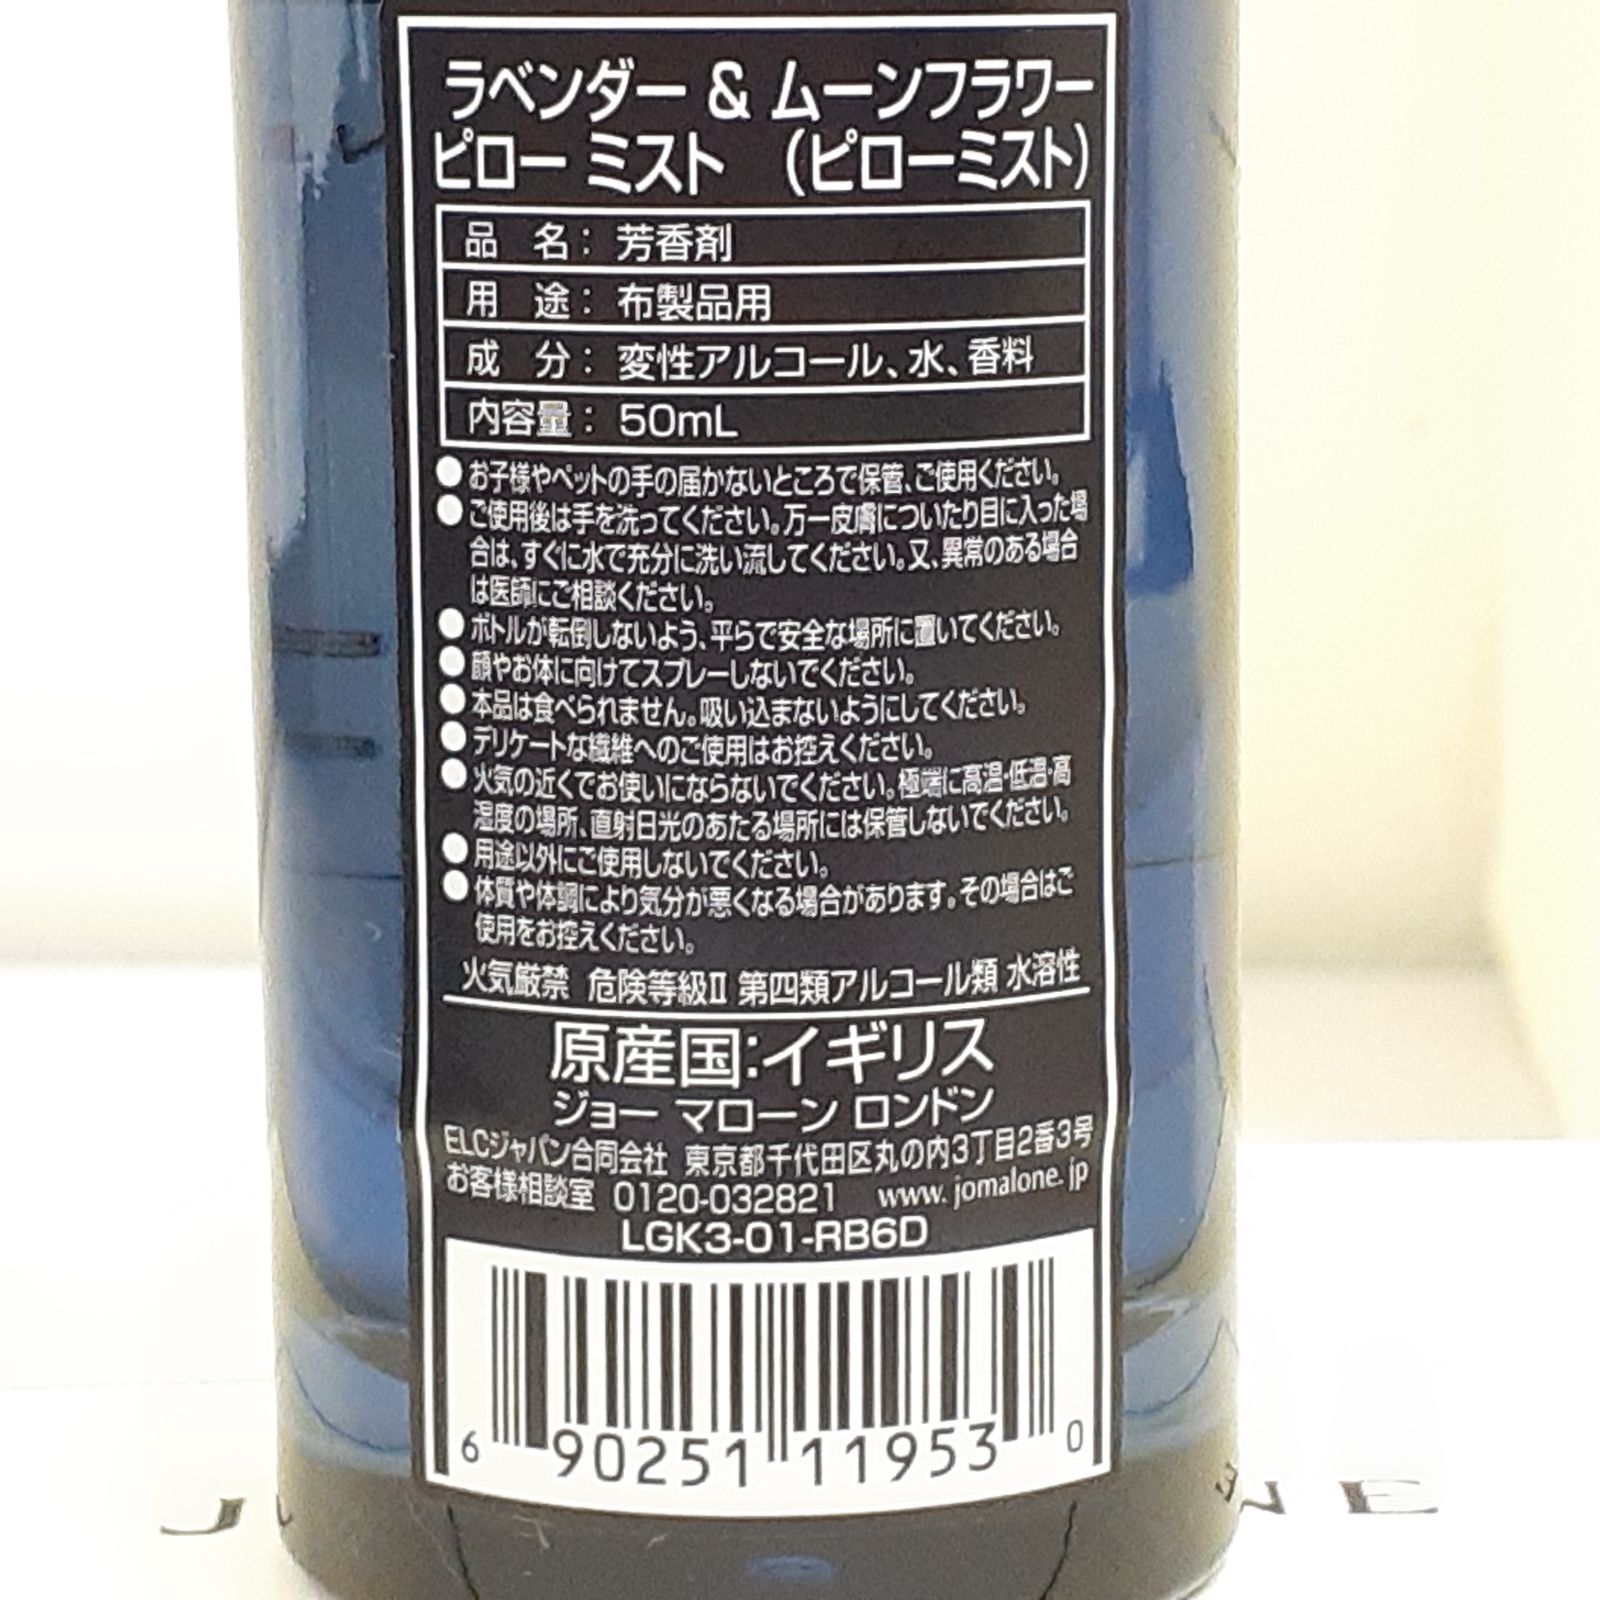 ラベンダー & ムーンフラワー
ピロー ミスト （ピローミスト）
品 名： 芳香剤
用 途： 布製品用
成 分： 変性アルコール、水、香料
内容量： 50mL
●お子様やペットの手の届かないところで保管、ご使用ください。
●ご使用後は手を洗ってください。万一皮膚についたり目に入った場
合は、すぐに水で充分に洗い流してください。又、異常のある場合
は医師にご相談ください。
●ボトルが転倒しないよう、平らで安全な場所に置いてください。
●顔やお体に向けてスプレーしないでください。
●本品は食べられません。吸い込まないようにしてください。
●デリケートな繊維へのご使用はお控えください。
●火気の近くでお使いにならないでください。極端に高温・低温・高
湿度の場所、直射日光のあたる場所には保管しないでください。
●用途以外にご使用しないでください。
●体質や体調により気分が悪くなる場合があります。その場合はご
使用をお控えください。
火気厳禁 危険等級II 第四類アルコール類 水溶性
原産国：イギリス
ジョー マローン ロンドン
ELCジャパン合同会社 東京都千代田区丸の内3丁目2番3号
お客様相談室 0120-032821 www.jomalone.jp
LGK3-01-RB6D
6 90251 11953 0